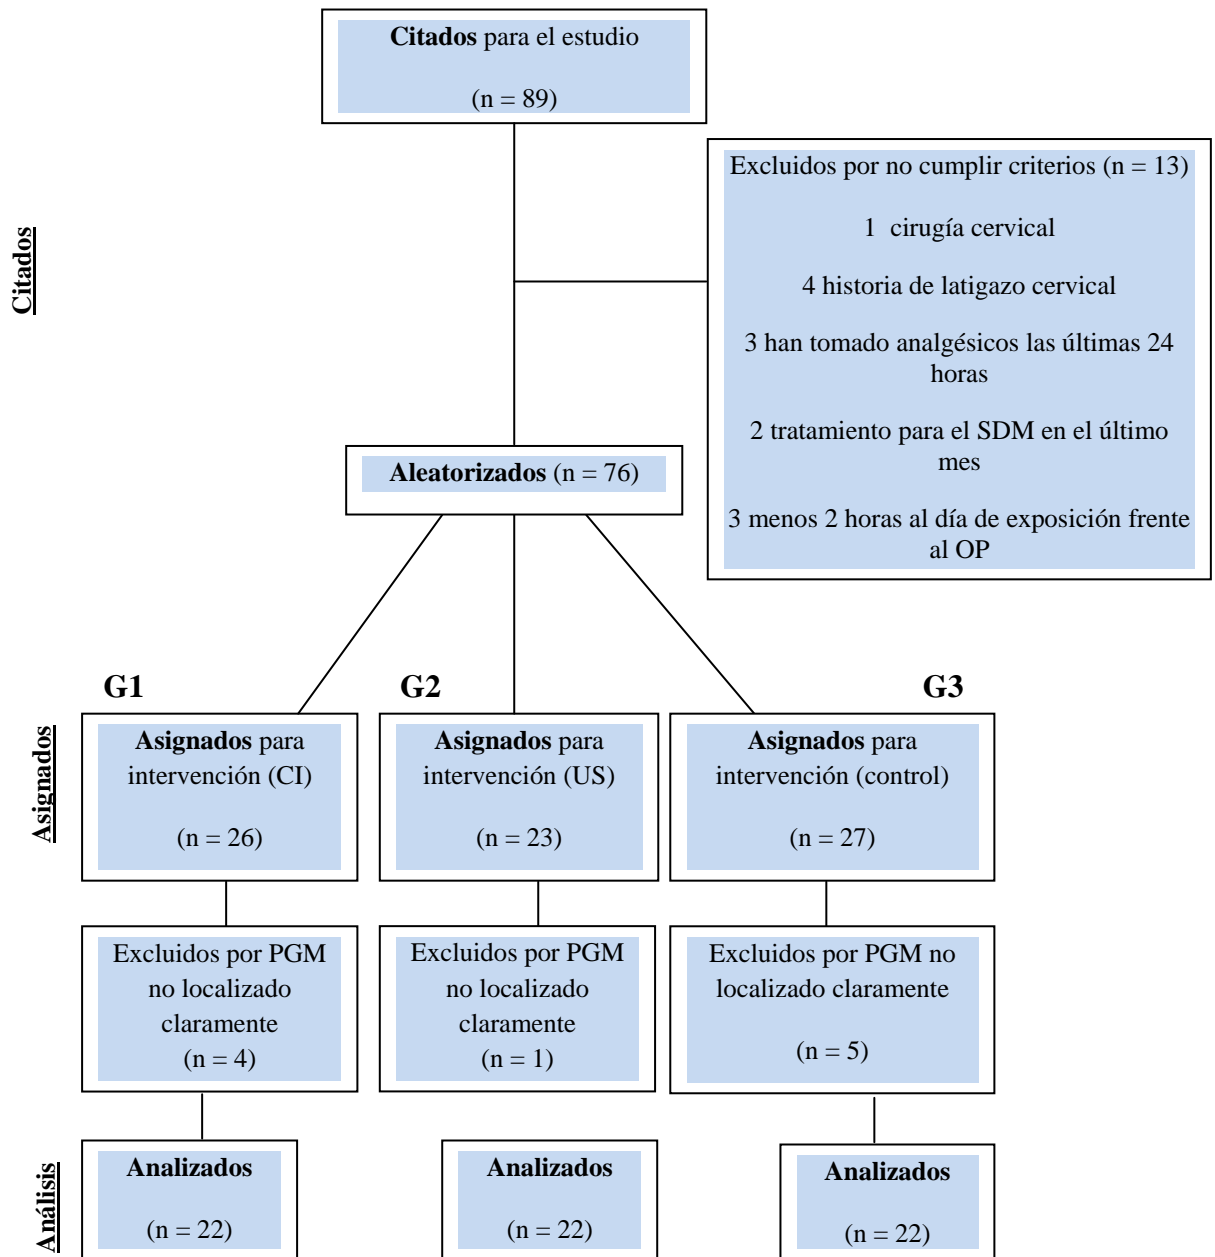 Citados para el estudio
(n = 89)
Excluidos por no cumplir criterios (n = 13)
1 cirugía cervical
4 historia de latigazo cervical
3 han tomado analgésicos las últimas 24
horas
2 tratamiento para el SDM en el último
mes
3 menos 2 horas al día de exposición frente
al OP
Citados
Aleatorizados (n = 76)
G1
G2
G3
Asignados
Asignados para
intervención (CI)
(n = 26)
Asignados para
intervención (US)
(n = 23)
Asignados para
intervención (control)
(n = 27)
Excluidos por PGM
no localizado
claramente
(n = 4)
Excluidos por PGM
no localizado
claramente
(n = 1)
Excluidos por PGM no
localizado claramente
(n = 5)
Análisis
Analizados
(n = 22)
Analizados
(n = 22)
Analizados
(n = 22)